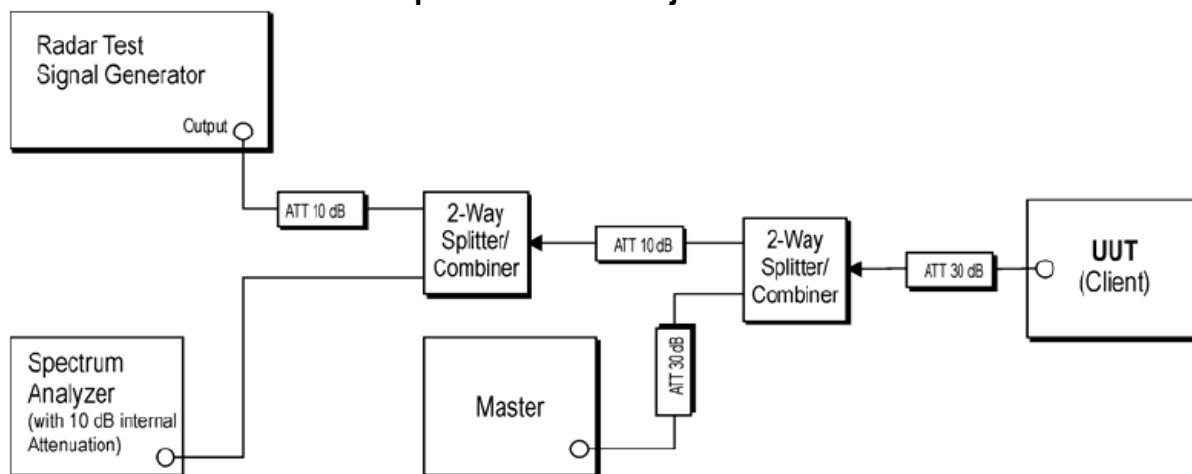 Radar Test
Signal Generator
Output
ATT 10 dB
2-Way
Splitter/
Combiner
ATT 10 dB
2-Way
Splitter/
Combiner
ATT 30 dB
UUT
(Client)
Spectrum
Analyzer
(with 10 dB internal
Attenuation)
Master
ATT 30 dB